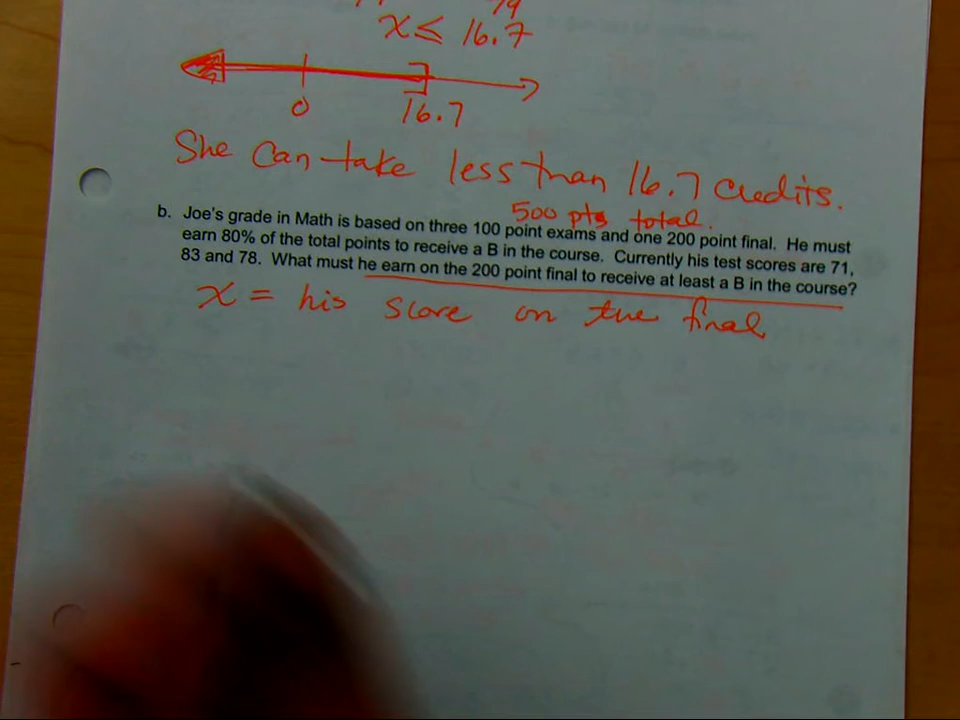 x ≤ 16.7
0 16.7
She can take less than 16.7 credits.
500 pts total.
b. Joe's grade in Math is based on three 100 point exams and one 200 point final. He must
earn 80% of the total points to receive a B in the course. Currently his test scores are 71,
83 and 78. What must he earn on the 200 point final to receive at least a B in the course?
x = his score on the final